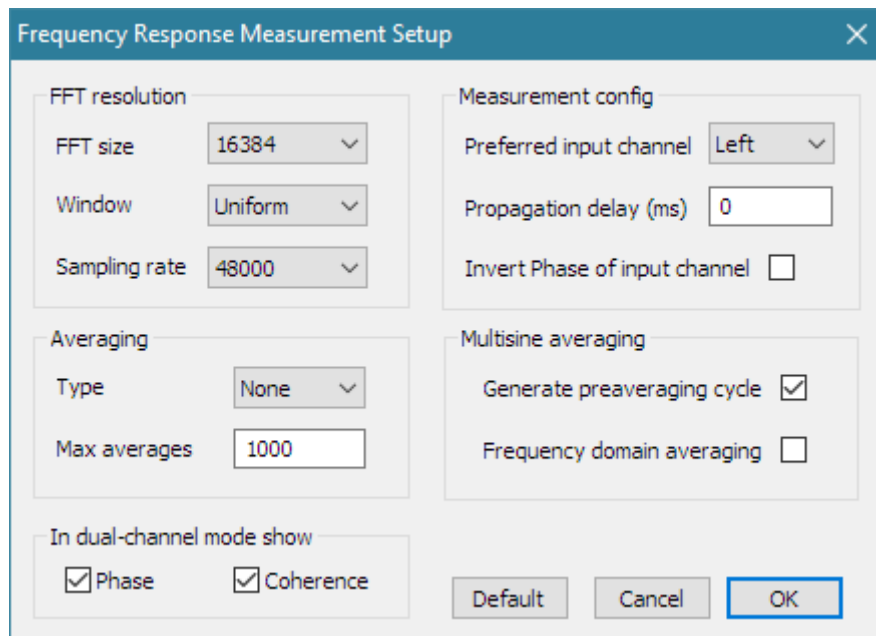 Frequency Response Measurement Setup
FFT resolution
FFT size 16384
Window Uniform
Sampling rate 48000
Measurement config
Preferred input channel Left
Propagation delay (ms) 0
Invert Phase of input channel
Averaging
Type None
Max averages 1000
Multisine averaging
Generate preaveraging cycle
Frequency domain averaging
In dual-channel mode show
Phase Coherence
Default Cancel OK